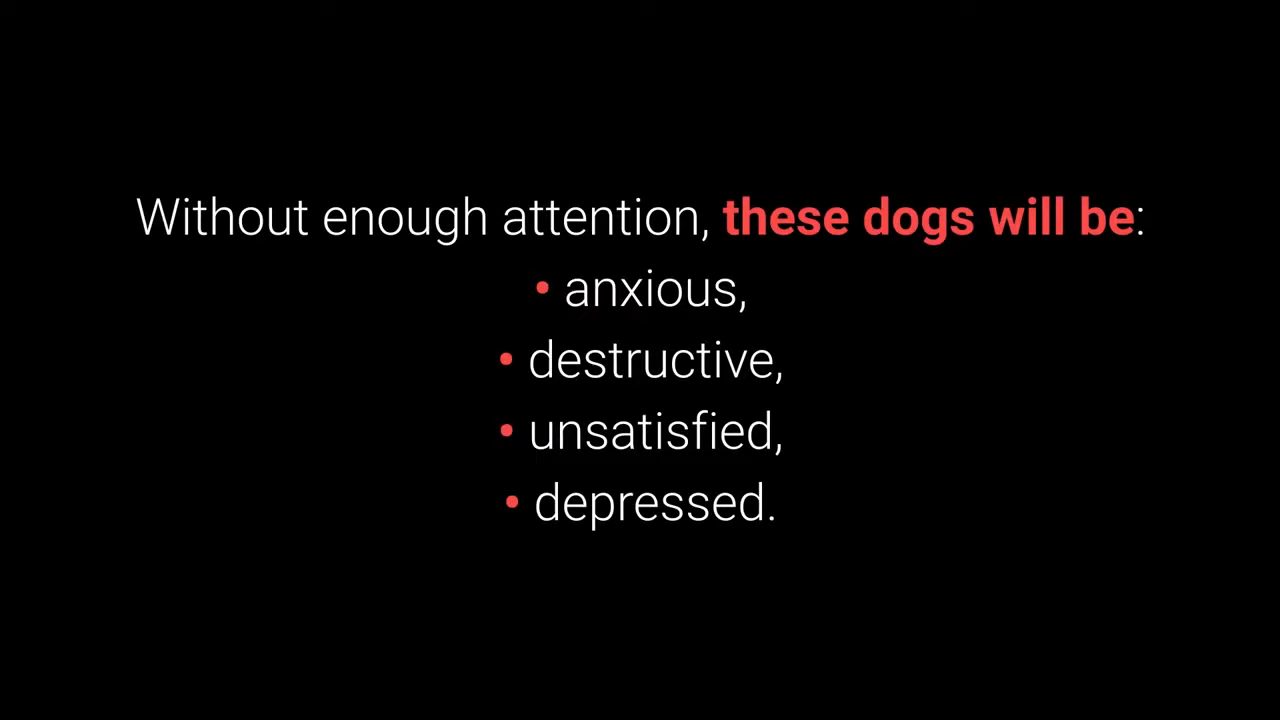 Without enough attention, these dogs will be:
• anxious,
• destructive,
• unsatisfied,
• depressed.